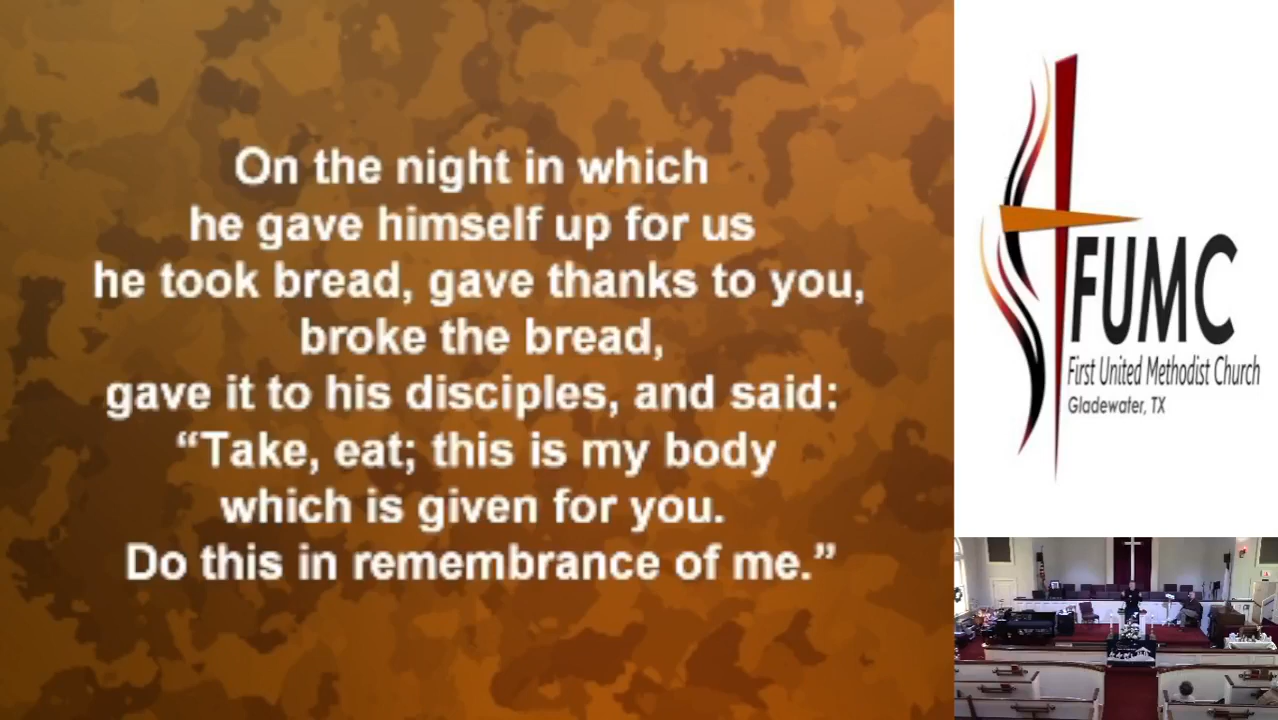 On the night in which
he gave himself up for us
he took bread, gave thanks to you,
broke the bread,
gave it to his disciples, and said:
“Take, eat; this is my body
which is given for you.
Do this in remembrance of me.”
FUMC
First United Methodist Church
Gladewater, TX